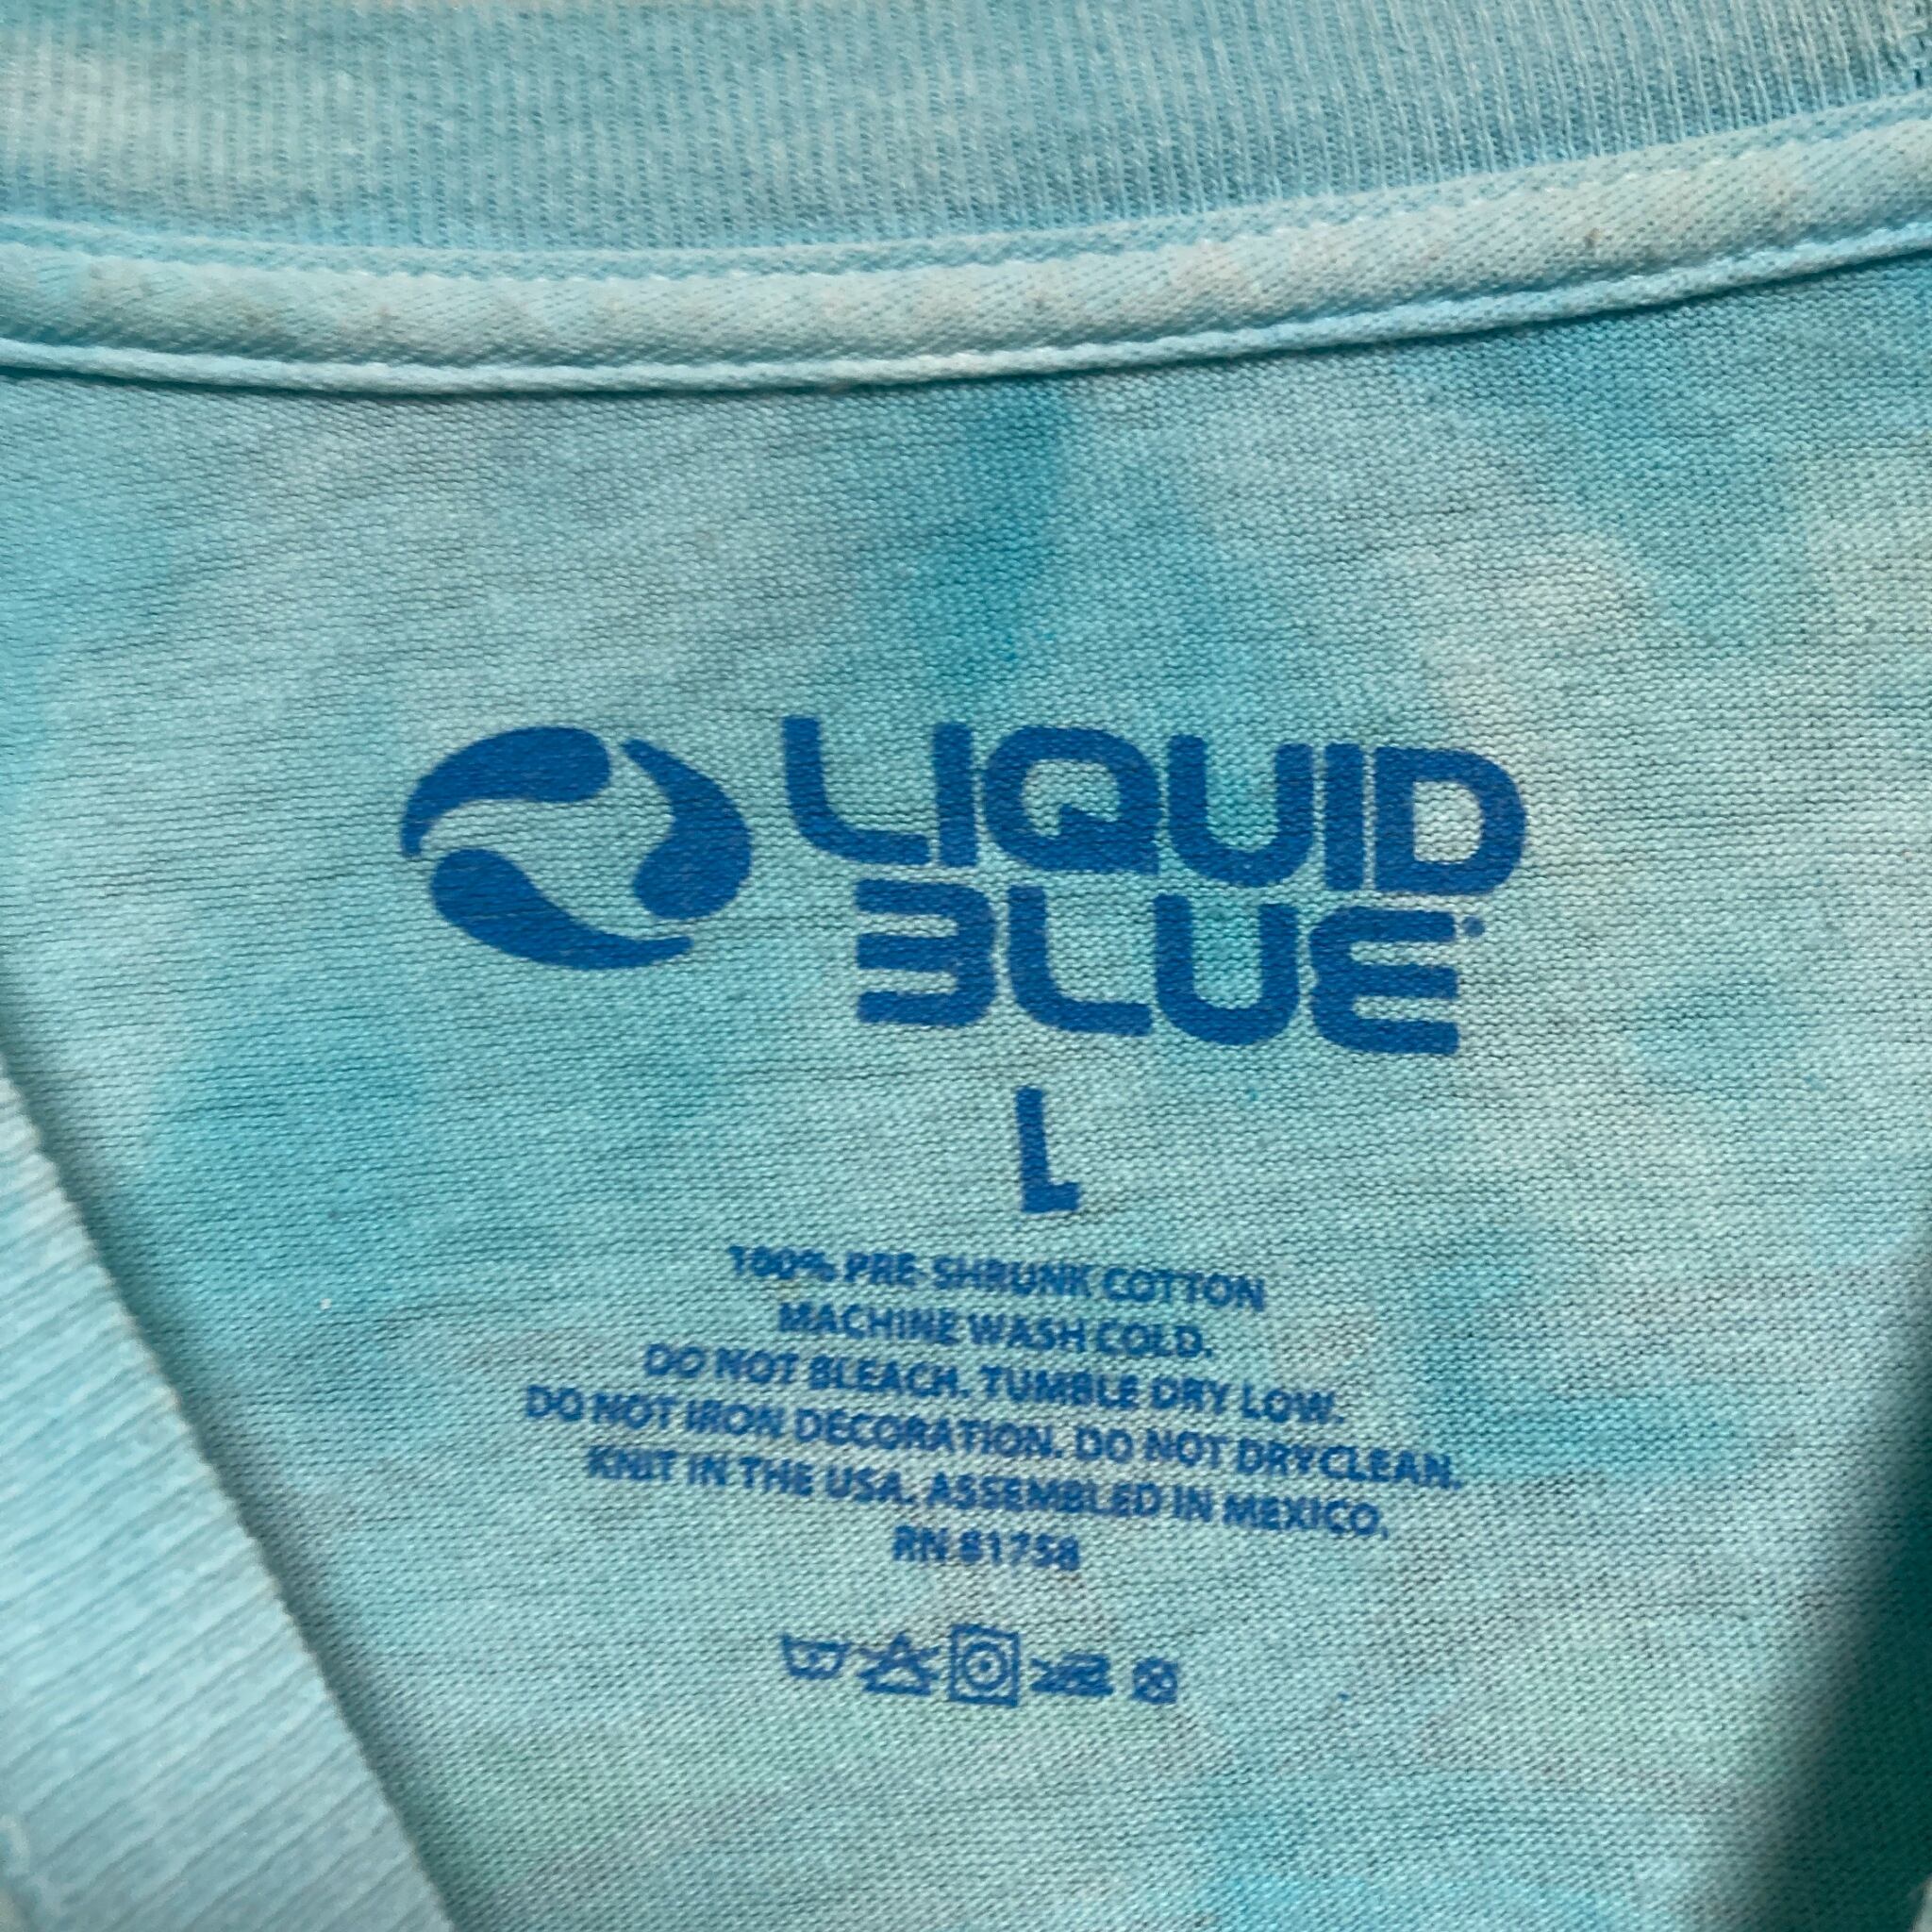 LIQUID
BLUE
L
100% PRE-SHRUNK COTTON
MACHINE WASH COLD.
DO NOT BLEACH. TUMBLE DRY LOW.
DO NOT IRON DECORATION. DO NOT DRYCLEAN.
KNIT IN THE USA. ASSEMBLED IN MEXICO.
RN 81758